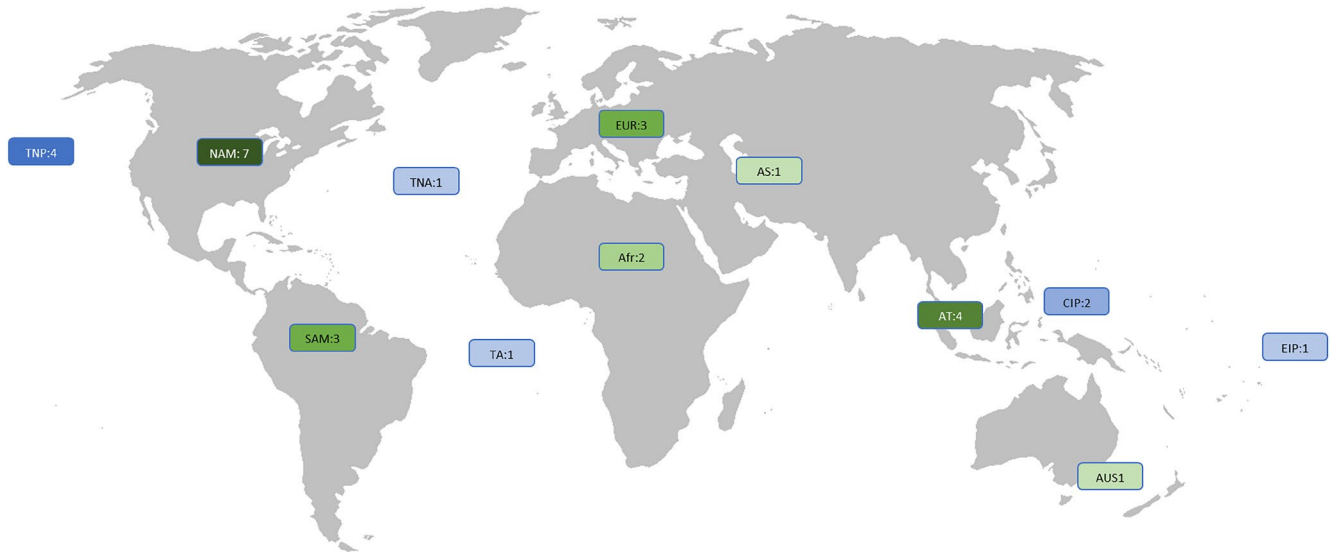 EUR:3
TNP:4
NAM: 7
AS:1
TNA:1
Afr:2
CIP:2
AT:4
SAM:3
EIP:1
TA:1
AUS1